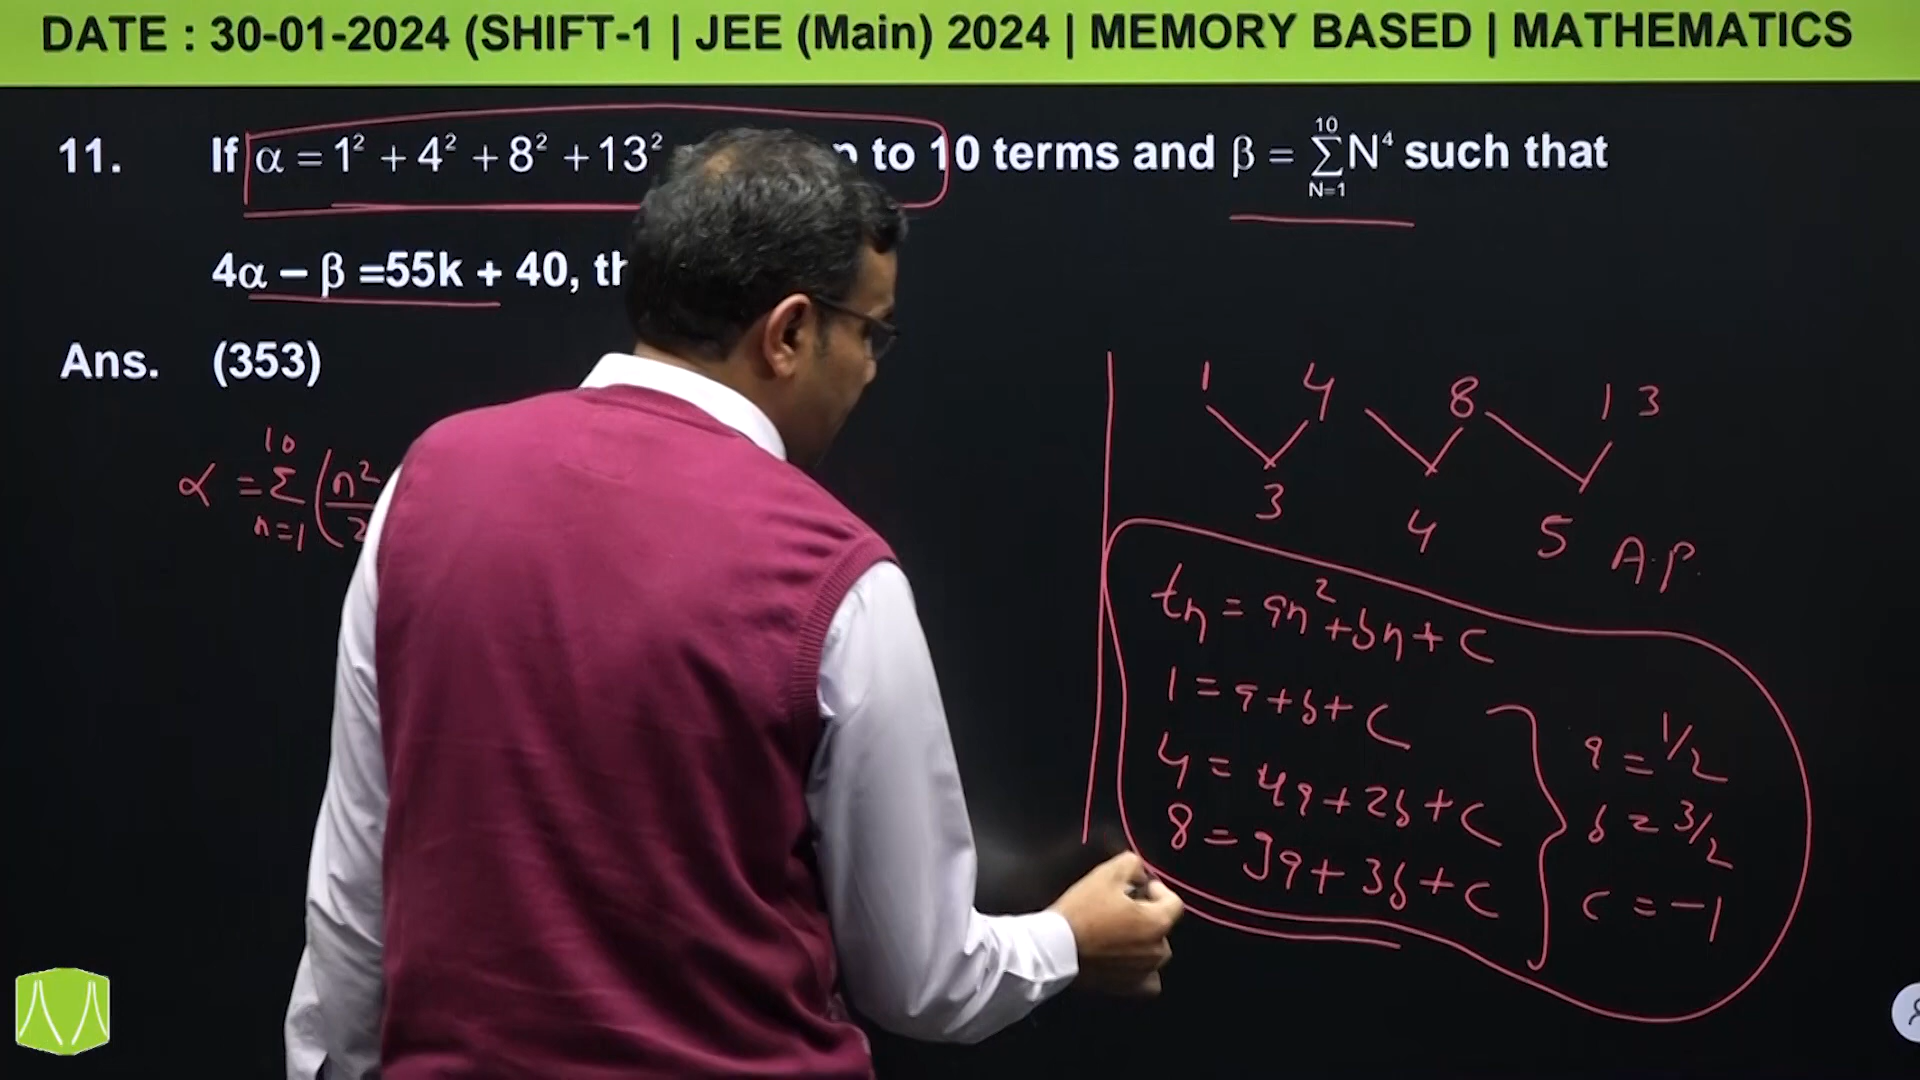 DATE : 30-01-2024 (SHIFT-1 | JEE (Main) 2024 | MEMORY BASED | MATHEMATICS
11. If α = 1² + 4² + 8² + 13² to 10 terms and β = ∑_{N=1}^{10} N⁴ such that
4α – β =55k + 40,
Ans. (353)
α = ∑_{n=1}^{10} (n²/2
1 4 8 13
3 4 5 A.P.
tn = an² + bn + c
1 = a + b + c
4 = 4a + 2b + c
8 = 9a + 3b + c
a = 1/2
b = 3/2
c = -1